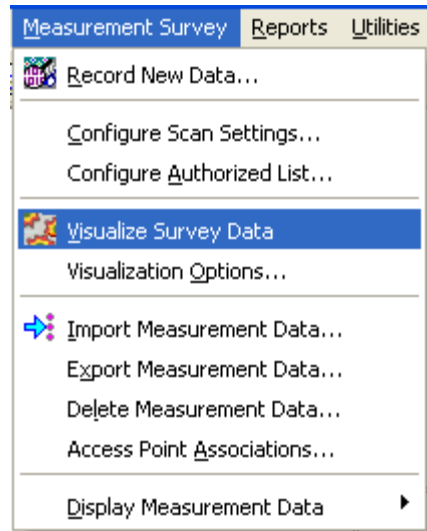 Measurement Survey Reports Utilities
Record New Data...
Configure Scan Settings...
Configure Authorized List...
Visualize Survey Data
Visualization Options...
Import Measurement Data...
Export Measurement Data...
Delete Measurement Data...
Access Point Associations...
Display Measurement Data